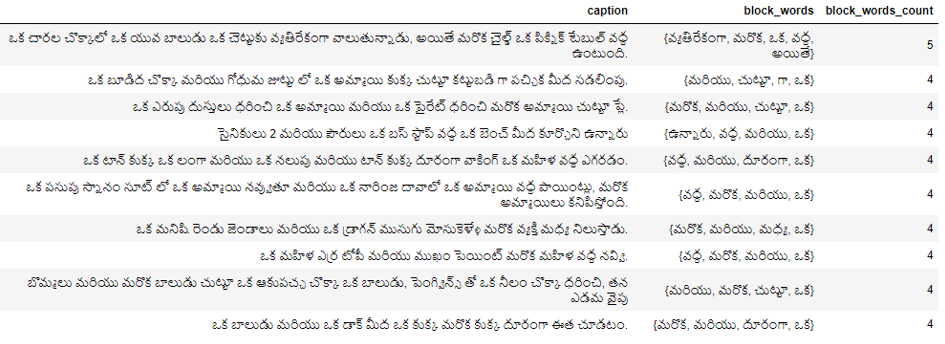 caption block_words block_words_count
ఒక చారల చొక్కాలో ఒక యువ బాలుడు ఒక చెట్టుకు వ్యతిరేకంగా వాలుతున్నాడు, అయితే మరొక చైల్డ్ ఒక పిక్నిక్ టేబుల్ వద్ద {వ్యతిరేకంగా, మరొక, ఒక, వద్ద, 5
ఉంటుంది. అయితే}
ఒక బూడిద చొక్కా మరియు గోధుమ జుట్టు లో ఒక అమ్మాయి కుక్క చుట్టూ కట్టుబడి గా పచ్చిక మీద సడలింపు. {మరియు, చుట్టూ, గా, ఒక} 4
ఒక ఎరుపు దుస్తులు ధరించి ఒక అమ్మాయి మరియు ఒక పైరేట్ ధరించి మరొక అమ్మాయి చుట్టూ ప్లే. {మరొక, మరియు, చుట్టూ, ఒక} 4
సైనికులు 2 మరియు పౌరులు ఒక బస్ స్టాప్ వద్ద ఒక బెంచ్ మీద కూర్చొని ఉన్నారు {ఉన్నారు, వద్ద, మరియు, ఒక} 4
ఒక టాన్ కుక్క ఒక లంగా మరియు ఒక నలుపు మరియు టాన్ కుక్క దూరంగా వాకింగ్ ఒక మహిళ వద్ద ఎగరడం. {వద్ద, మరియు, దూరంగా, ఒక} 4
ఒక పసుపు స్నానం సూట్ లో ఒక అమ్మాయి నవ్వుతూ మరియు ఒక నారింజ దావాలో ఒక అమ్మాయి వద్ద పాయింట్లు, మరొక {వద్ద, మరొక, మరియు, ఒక} 4
అమ్మాయిలు కనిపిస్తోంది.
ఒక మనిషి రెండు జెండాలు మరియు ఒక డ్రాగన్ ముసుగు మోసుకెళ్ళే మరొక వ్యక్తి మధ్య నిలుస్తాడు. {మరొక, మరియు, మధ్య, ఒక} 4
ఒక మహిళ ఎర్ర టోపీ మరియు ముఖం పెయింట్ మరొక మహిళ వద్ద నవ్వి. {వద్ద, మరొక, మరియు, ఒక} 4
బొమ్మలు మరియు మరొక బాలుడు చుట్టూ ఒక ఆకుపచ్చ చొక్కా ఒక బాలుడు, పెంగ్విన్స్ తో ఒక నీలం చొక్కా ధరించి, తన {మరియు, మరొక, చుట్టూ, ఒక} 4
ఎడమ వైపు
ఒక బాలుడు మరియు ఒక డాక్ మీద ఒక కుక్క మరొక కుక్క దూరంగా ఈత చూడటం. {మరొక, మరియు, దూరంగా, ఒక} 4